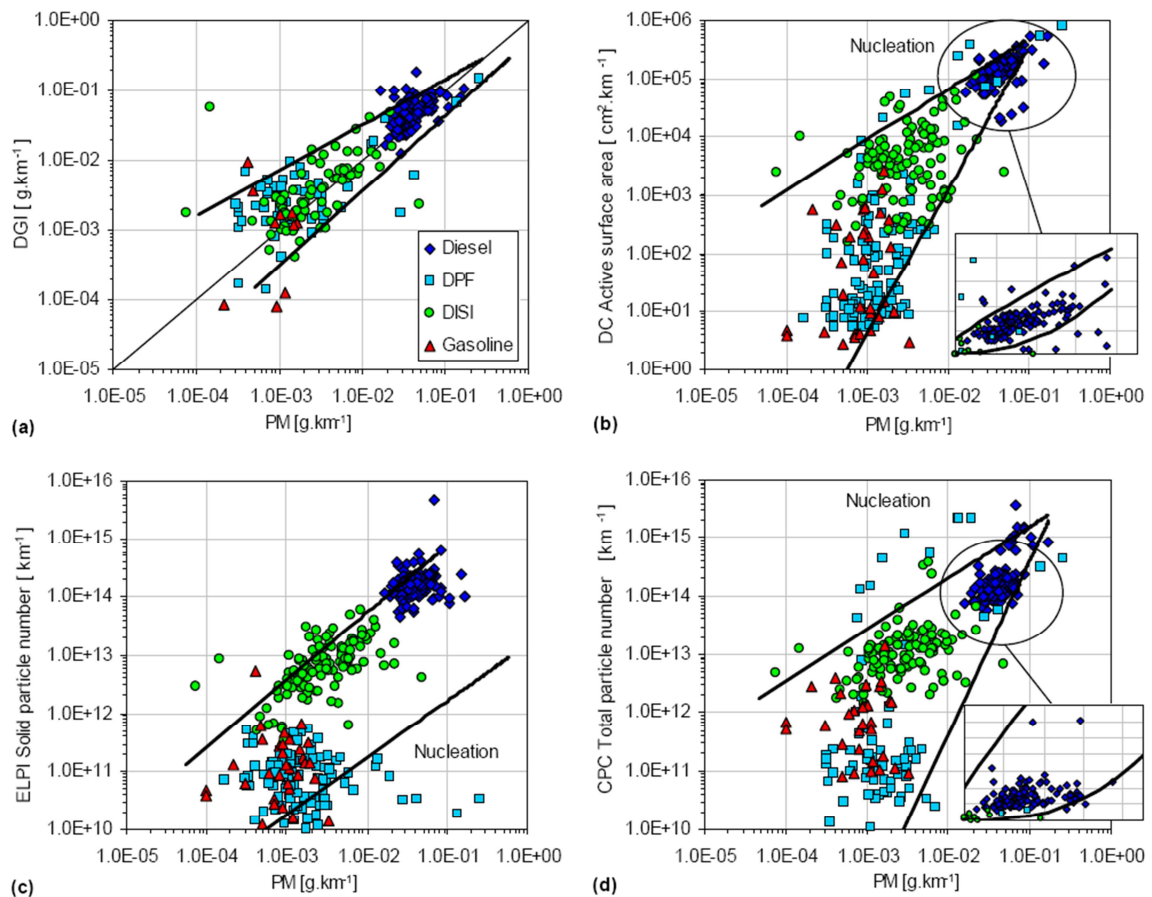 1.0E+00
1.0E-01
1.0E-02
1.0E-03
1.0E-04
1.0E-05
DGI [ g.km-1]
Diesel
DPF
DISI
Gasoline
1.0E-05 1.0E-04 1.0E-03 1.0E-02 1.0E-01 1.0E+00
PM [g.km-1]
(a)
1.0E+06
1.0E+05
1.0E+04
1.0E+03
1.0E+02
1.0E+01
1.0E+00
DC Active surface area [ cm2.km-1]
Nucleation
1.0E-05 1.0E-04 1.0E-03 1.0E-02 1.0E-01 1.0E+00
PM [g.km-1]
(b)
1.0E+16
1.0E+15
1.0E+14
1.0E+13
1.0E+12
1.0E+11
1.0E+10
ELPI Solid particle number [ km-1]
Nucleation
1.0E-05 1.0E-04 1.0E-03 1.0E-02 1.0E-01 1.0E+00
PM [g.km-1]
(c)
1.0E+16
1.0E+15
1.0E+14
1.0E+13
1.0E+12
1.0E+11
1.0E+10
CPC Total particle number [km -1]
Nucleation
1.0E-05 1.0E-04 1.0E-03 1.0E-02 1.0E-01 1.0E+00
PM [g.km-1]
(d)